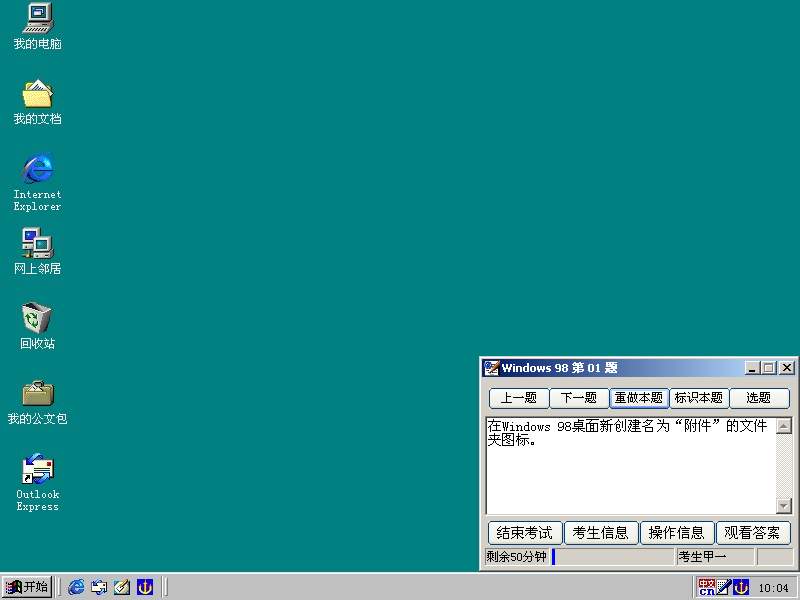 我的电脑
我的文档
Internet
Explorer
网上邻居
回收站
我的公文包
Outlook
Express
Windows 98 第 01 题
上一题 下一题 重做本题 标识本题 选题
在Windows 98桌面新创建名为“附件”的文件
夹图标。
结束考试 考生信息 操作信息 观看答案
剩余50分钟 考生甲一
开始 中文 cn 10:04